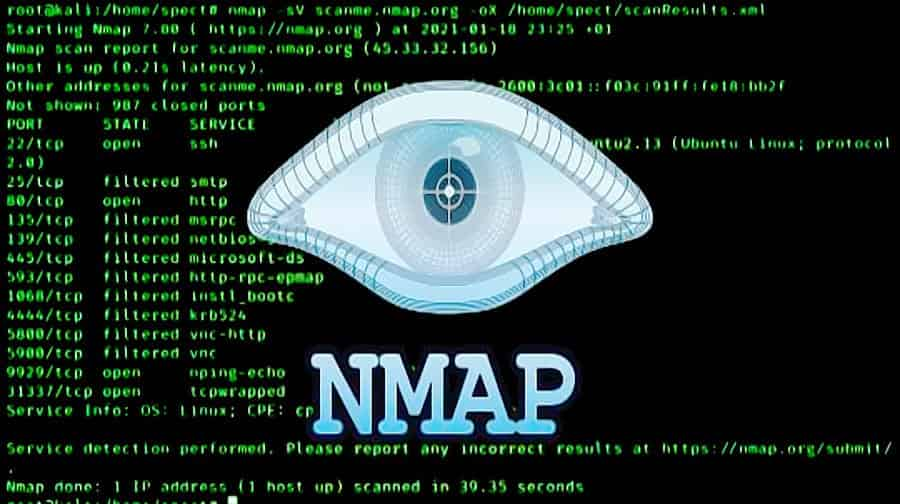 root@kali:/home/spect# nmap -sV scanme.nmap.org -oX /home/spect/scanResults.xml
Starting Nmap 7.80 ( https://nmap.org ) at 2021-01-18 23:25 +01
Nmap scan report for scanme.nmap.org (45.33.32.156)
Host is up (0.21s latency).
Other addresses for scanme.nmap.org (not 2600:3c01::f03c:91ff:fe18:bb2f
Not shown: 987 closed ports
PORT STATE SERVICE
22/tcp open ssh ntu2.13 (Ubuntu Linux; protocol
2.0)
25/tcp filtered smtp
80/tcp open http
135/tcp filtered msrpc
139/tcp filtered netbios-
445/tcp filtered microsoft-ds
593/tcp filtered http-rpc-epmap
1068/tcp filtered instl_bootc
4444/tcp filtered krb524
5800/tcp filtered vnc-http
5900/tcp filtered vnc
9929/tcp open nping-echo
31337/tcp open tcpwrapped
Service Info: OS: Linux; CPE: cp
NMAP
Service detection performed. Please report any incorrect results at https://nmap.org/submit/
.
Nmap done: 1 IP address (1 host up) scanned in 39.35 seconds
root@kali:/home/spect#